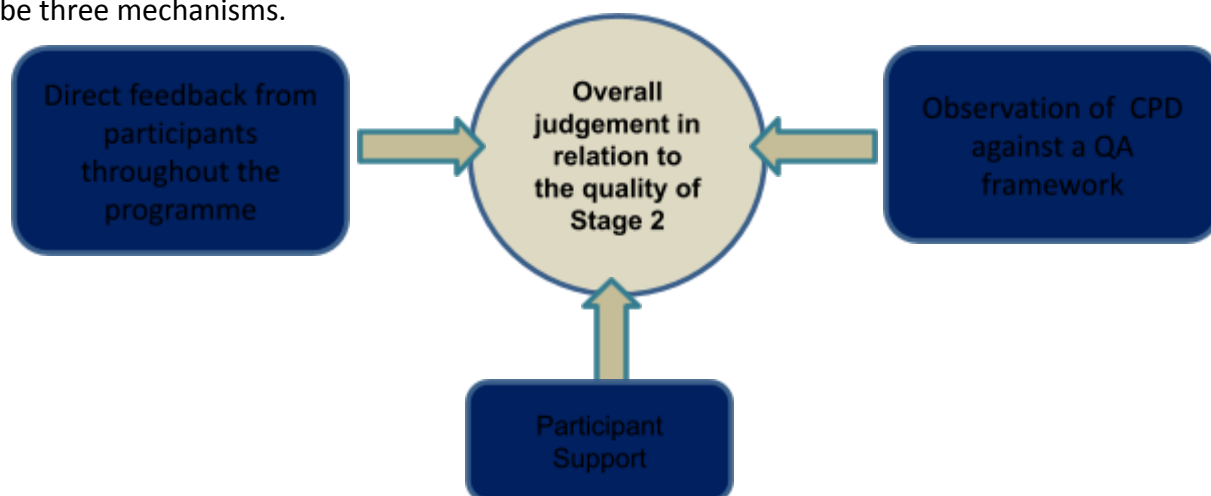 be three mechanisms.
Direct feedback from
participants
throughout the
programme
Overall
judgement in
relation to
the quality of
Stage 2
Observation of CPD
against a QA
framework
Participant
Support